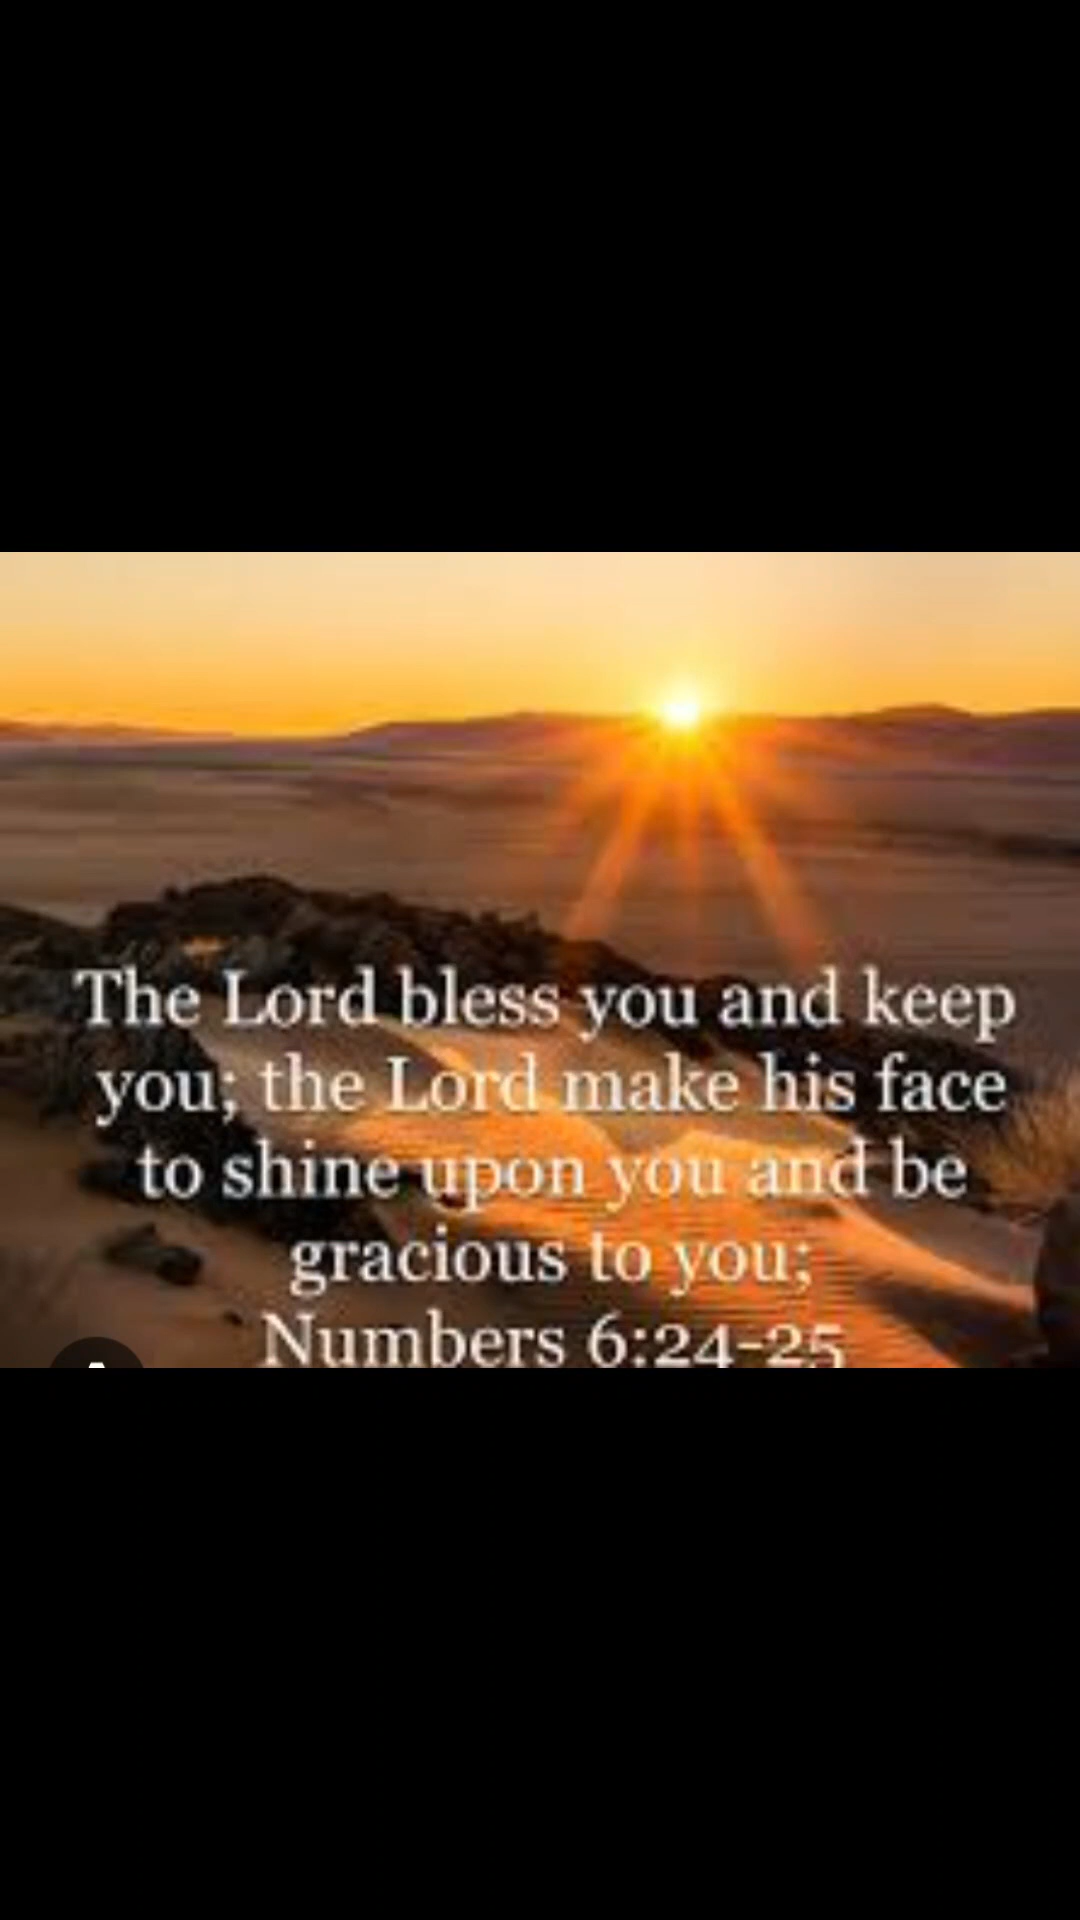 The Lord bless you and keep
you; the Lord make his face
to shine upon you and be
gracious to you;
Numbers 6:24-25